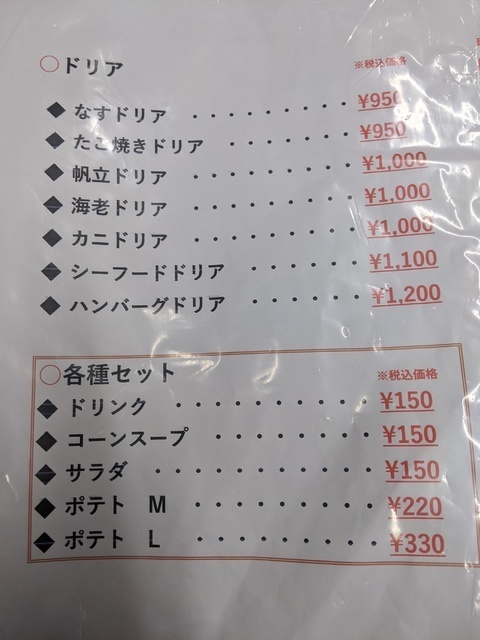 ○ドリア ※税込価格
◆ なすドリア ・・・・・・・・・ ¥950
◆ たこ焼きドリア ・・・・・・・ ¥950
◆ 帆立ドリア ・・・・・・・・・ ¥1,000
◆ 海老ドリア ・・・・・・・・・ ¥1,000
◆ カニドリア ・・・・・・・・・ ¥1,000
◆ シーフードドリア ・・・・・・ ¥1,100
◆ ハンバーグドリア ・・・・・・ ¥1,200
○各種セット ※税込価格
◆ ドリンク ・・・・・・・・・・ ¥150
◆ コーンスープ ・・・・・・・・ ¥150
◆ サラダ ・・・・・・・・・・・ ¥150
◆ ポテト M ・・・・・・・・・ ¥220
◆ ポテト L ・・・・・・・・・ ¥330